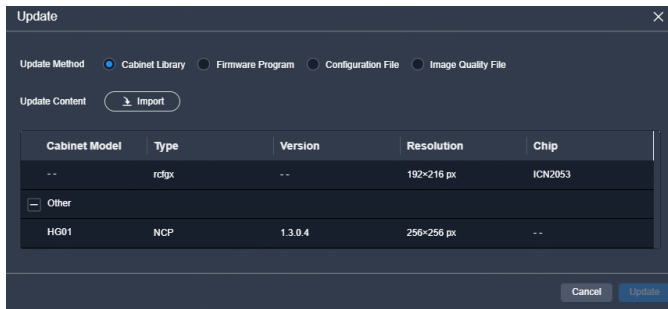 Update
Update Method Cabinet Library Firmware Program Configuration File Image Quality File
Update Content Import
Cabinet Model Type Version Resolution Chip
-- rcfgx -- 192×216 px ICN2053
Other
HG01 NCP 1.3.0.4 256×256 px --
Cancel Update